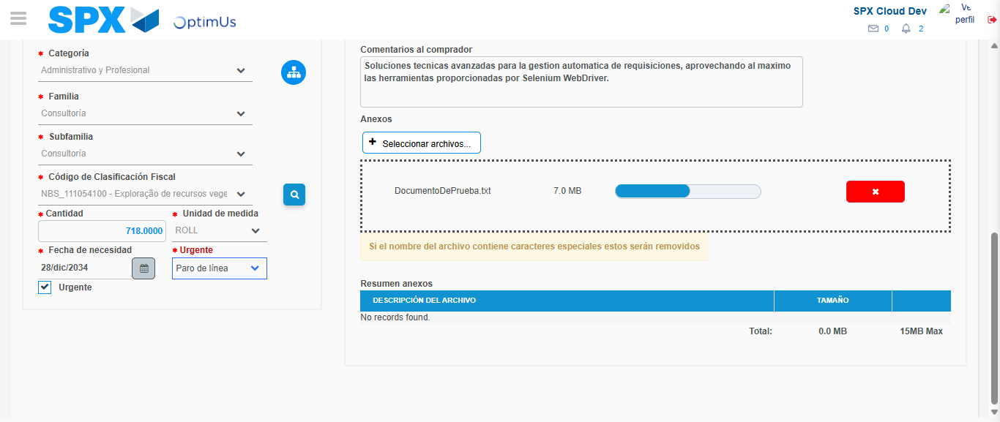 SPX
OptimUs
SPX Cloud Dev
0
2
Ve
perfil
* Categoría
Administrativo y Profesional
* Familia
Consultoría
* Subfamilia
Consultoría
* Código de Clasificación Fiscal
NBS_111054100 - Exploração de recursos vege
* Cantidad
718.0000
* Unidad de medida
ROLL
* Fecha de necesidad
28/dic/2034
* Urgente
Paro de línea
Urgente
Comentarios al comprador
Soluciones tecnicas avanzadas para la gestion automatica de requisiciones, aprovechando al maximo
las herramientas proporcionadas por Selenium WebDriver.
Anexos
+ Seleccionar archivos...
DocumentoDePrueba.txt 7.0 MB
Si el nombre del archivo contiene caracteres especiales estos serán removidos
Resumen anexos
DESCRIPCIÓN DEL ARCHIVO TAMAÑO
No records found.
Total: 0.0 MB 15MB Max